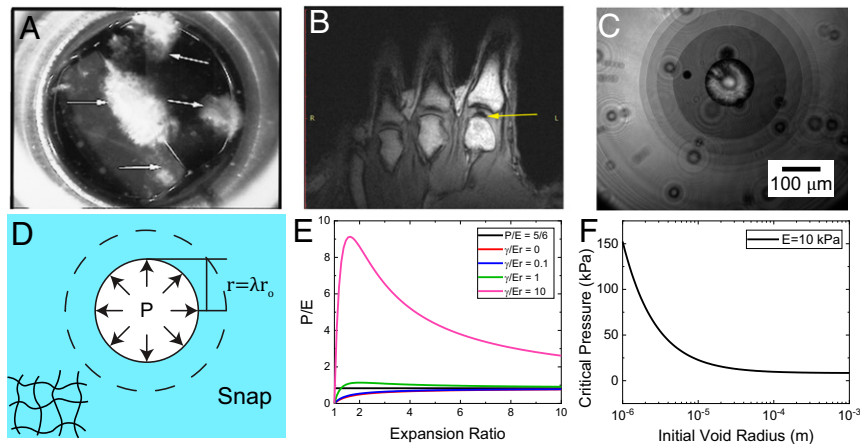 A
B
R
L
C
100 μm
D
P
r=λr₀
Snap
E
P/E
10
8
6
4
2
0
P/E = 5/6
γ/Er = 0
γ/Er = 0.1
γ/Er = 1
γ/Er = 10
2
4
6
8
10
Expansion Ratio
F
Critical Pressure (kPa)
150
100
50
0
E=10 kPa
10⁻⁶
10⁻⁵
10⁻⁴
10⁻³
Initial Void Radius (m)